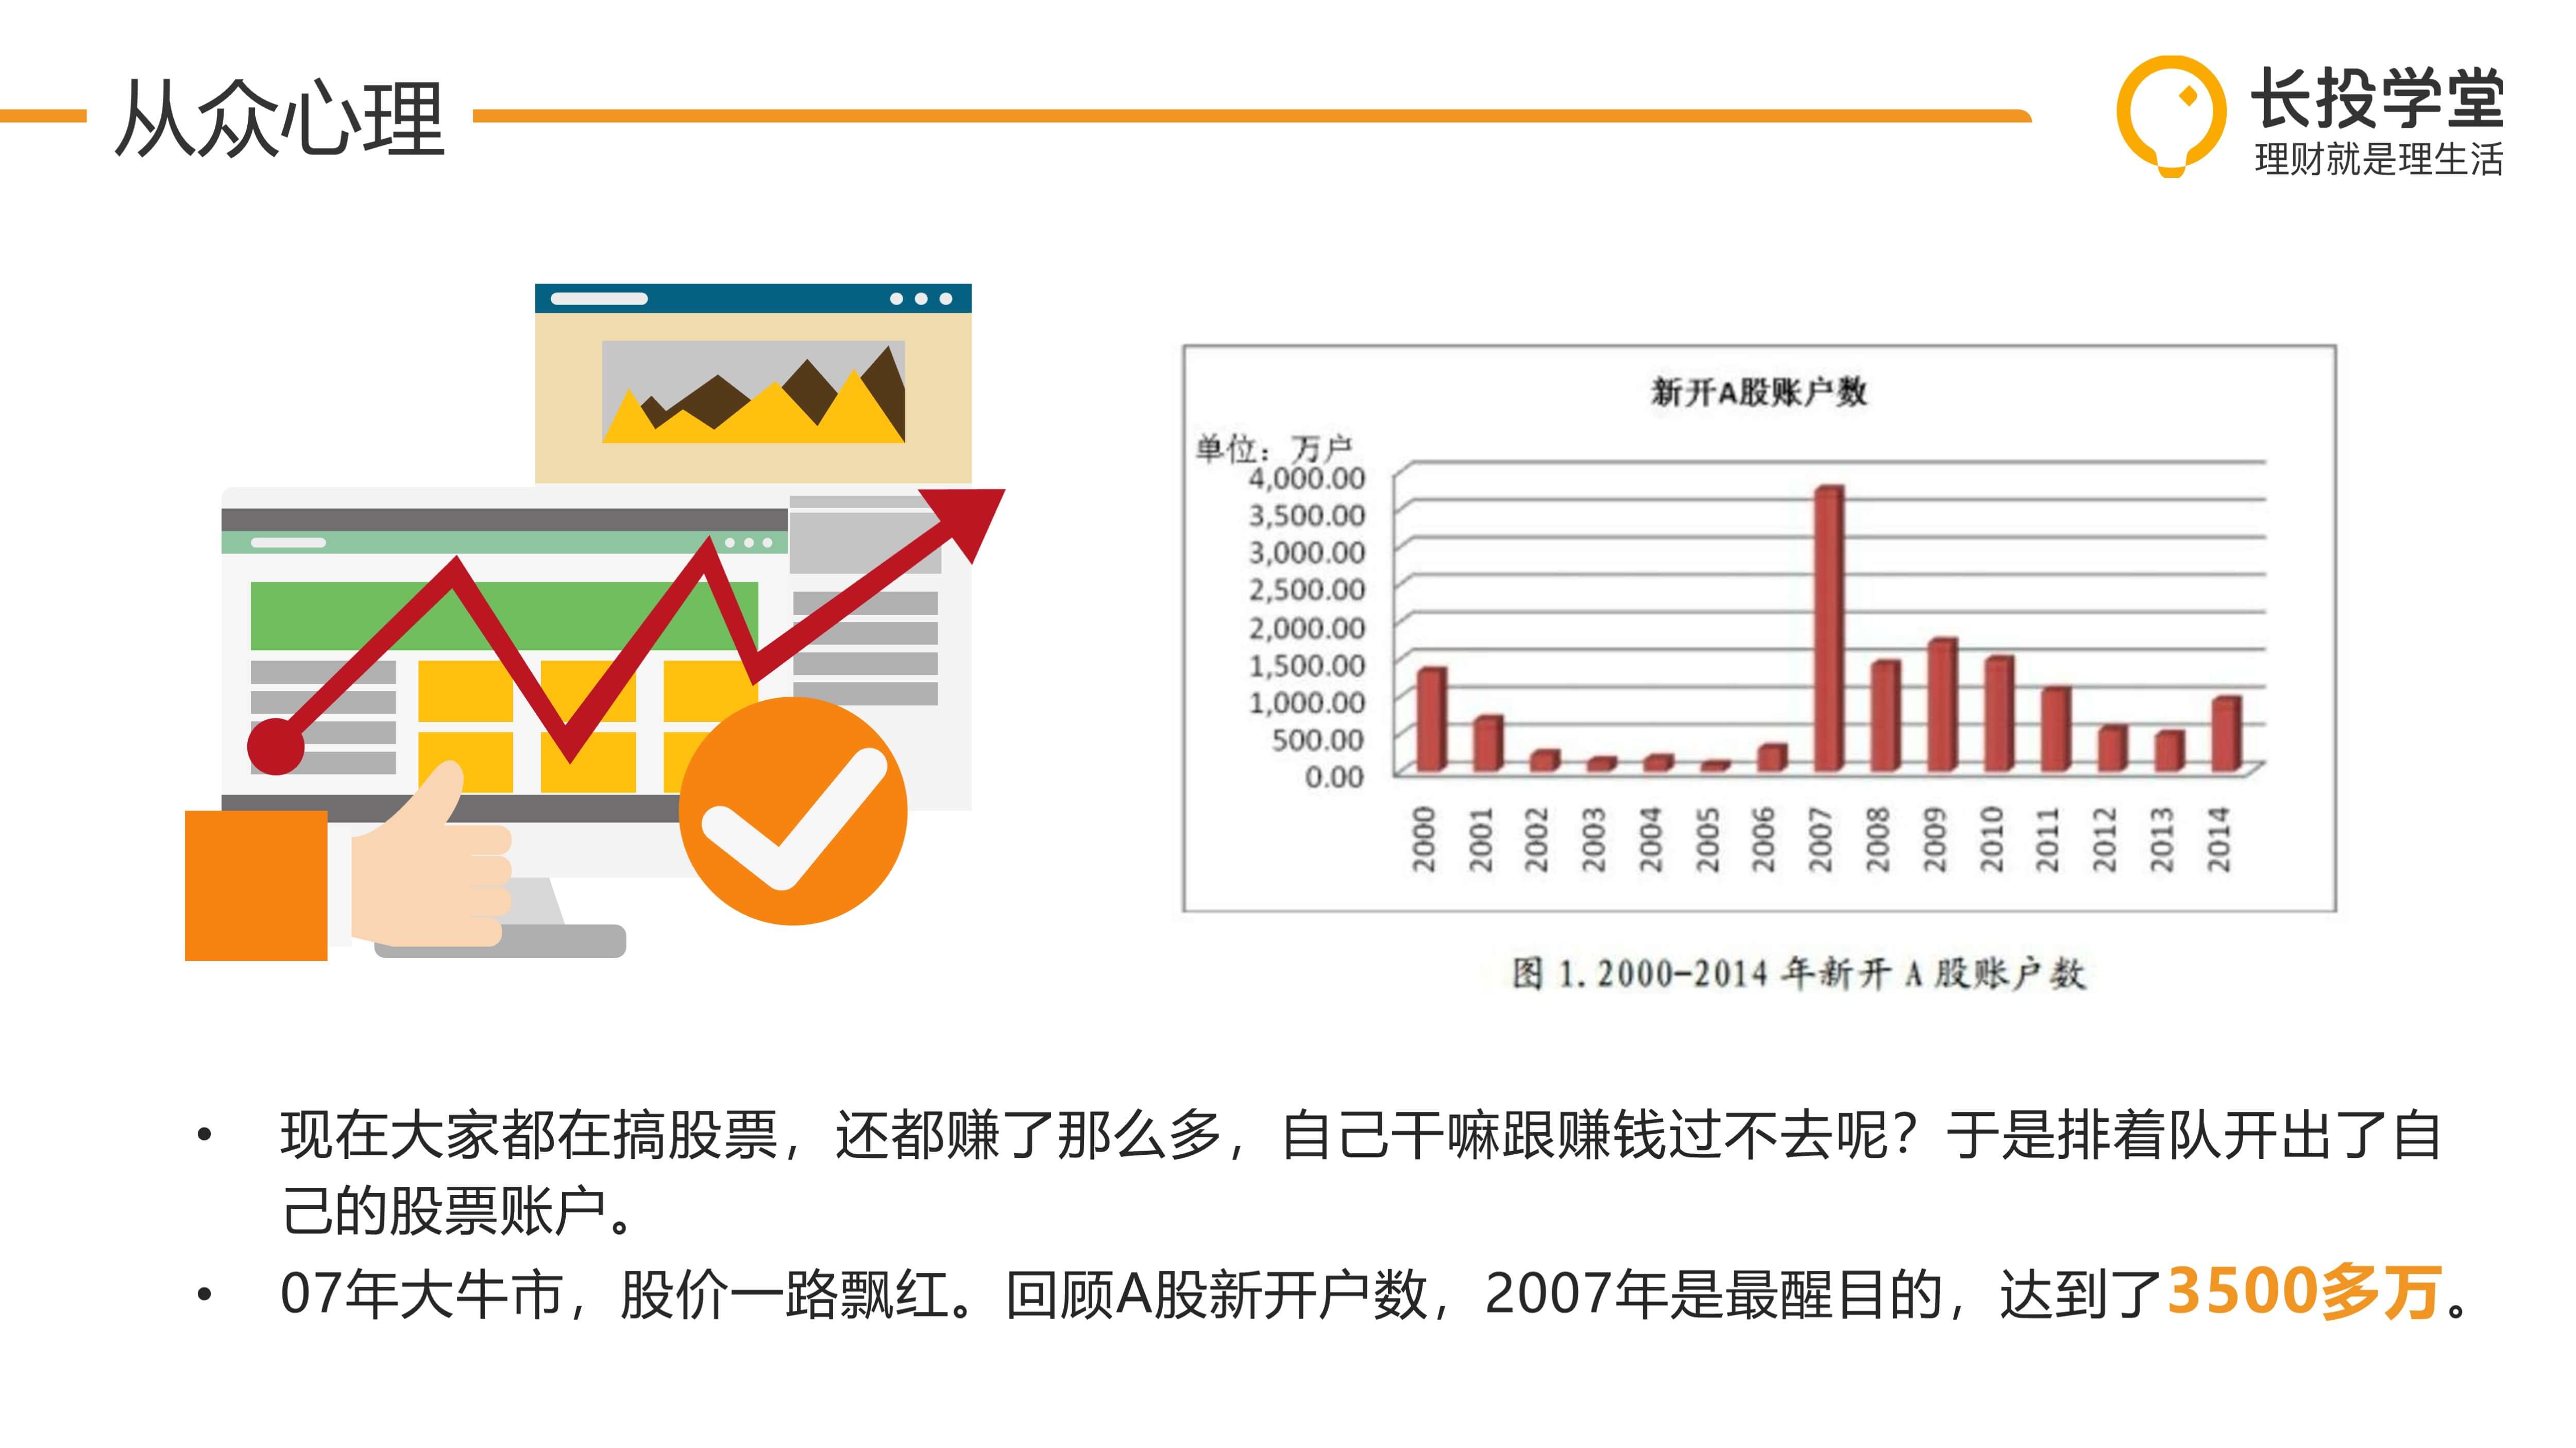 从众心理
长投学堂
理财就是理生活
新开A股账户数
单位：万户
4,000.00
3,500.00
3,000.00
2,500.00
2,000.00
1,500.00
1,000.00
500.00
0.00
2000 2001 2002 2003 2004 2005 2006 2007 2008 2009 2010 2011 2012 2013 2014
图 1. 2000-2014 年新开 A 股账户数
• 现在大家都在搞股票，还都赚了那么多，自己干嘛跟赚钱过不去呢？于是排着队开出了自
己的股票账户。
• 07年大牛市，股价一路飘红。回顾A股新开户数，2007年是最醒目的，达到了3500多万。